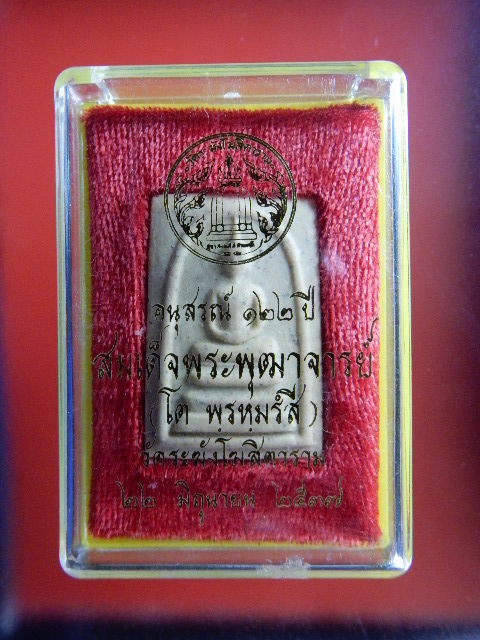 อนุสรณ์ ๑๒๒ ปี
สมเด็จพระพุฒาจารย์
(โต พฺรหฺมรํสี)
วัดระฆังโฆสิตาราม
๒๒ มิถุนายน ๒๕๓๗